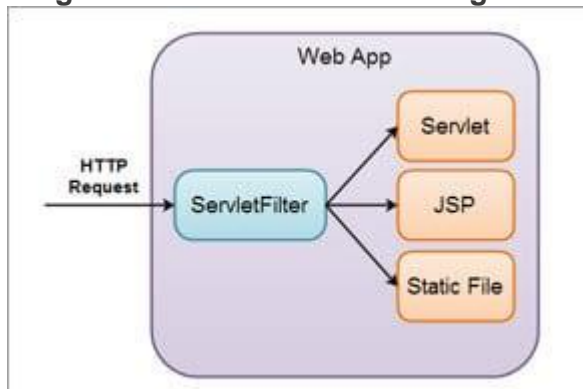 Web App
Servlet
HTTP
Request
ServletFilter
JSP
Static File